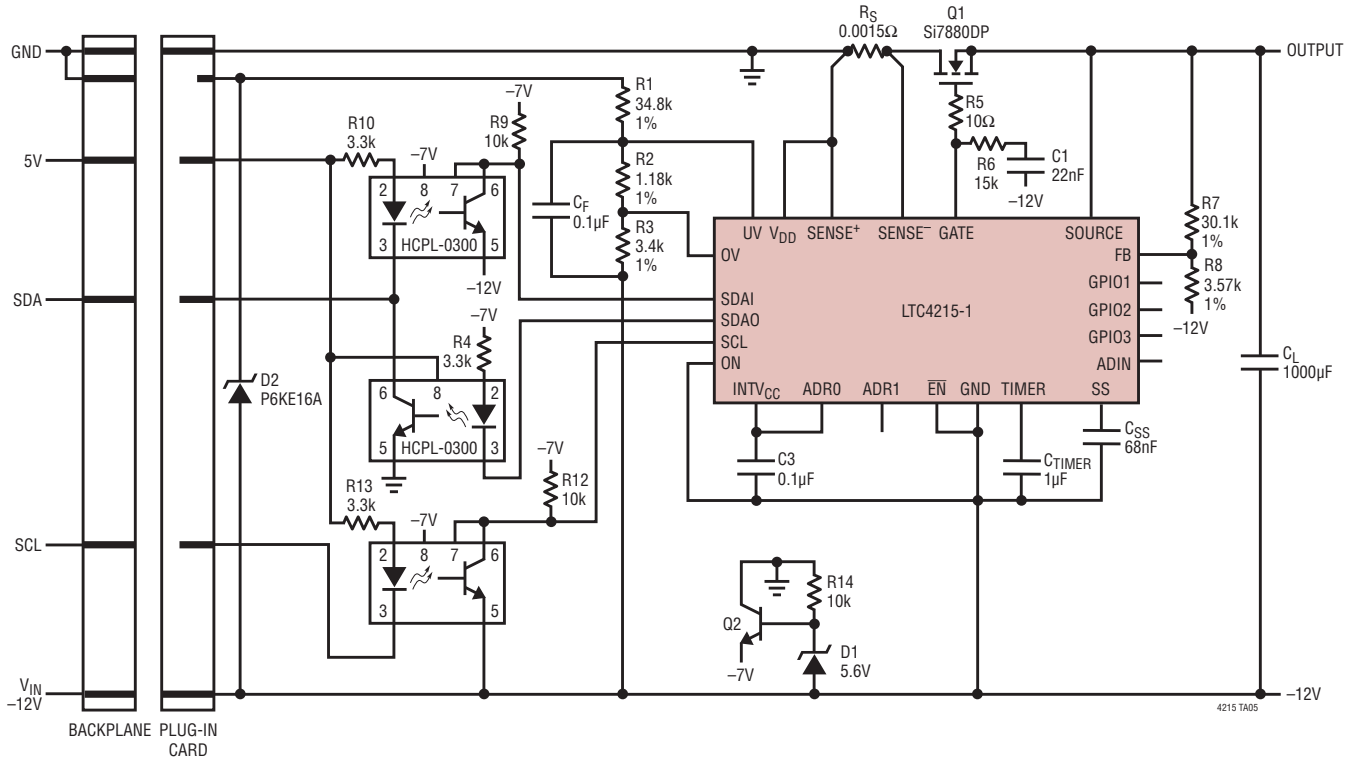 GND
5V
SDA
SCL
VIN
–12V
BACKPLANE
PLUG-IN
CARD
D2
P6KE16A
R10
3.3k
–7V
R9
10k
–7V
2
8
7
6
3
HCPL-0300
5
–12V
–7V
R4
3.3k
6
8
2
5
HCPL-0300
3
R13
3.3k
–7V
–7V
R12
10k
2
8
7
6
3
5
R1
34.8k
1%
R2
1.18k
1%
R3
3.4k
1%
CF
0.1µF
RS
0.0015Ω
Q1
Si7880DP
R5
10Ω
R6
15k
C1
22nF
–12V
OUTPUT
R7
30.1k
1%
R8
3.57k
1%
–12V
CL
1000µF
UV
VDD
SENSE+
SENSE–
GATE
SOURCE
OV
FB
GPIO1
SDAI
LTC4215-1
GPIO2
SDAO
SCL
GPIO3
ON
ADIN
INTVCC
ADR0
ADR1
EN
GND
TIMER
SS
C3
0.1µF
CTIMER
1µF
CSS
68nF
Q2
–7V
R14
10k
D1
5.6V
–12V
4215 TA05